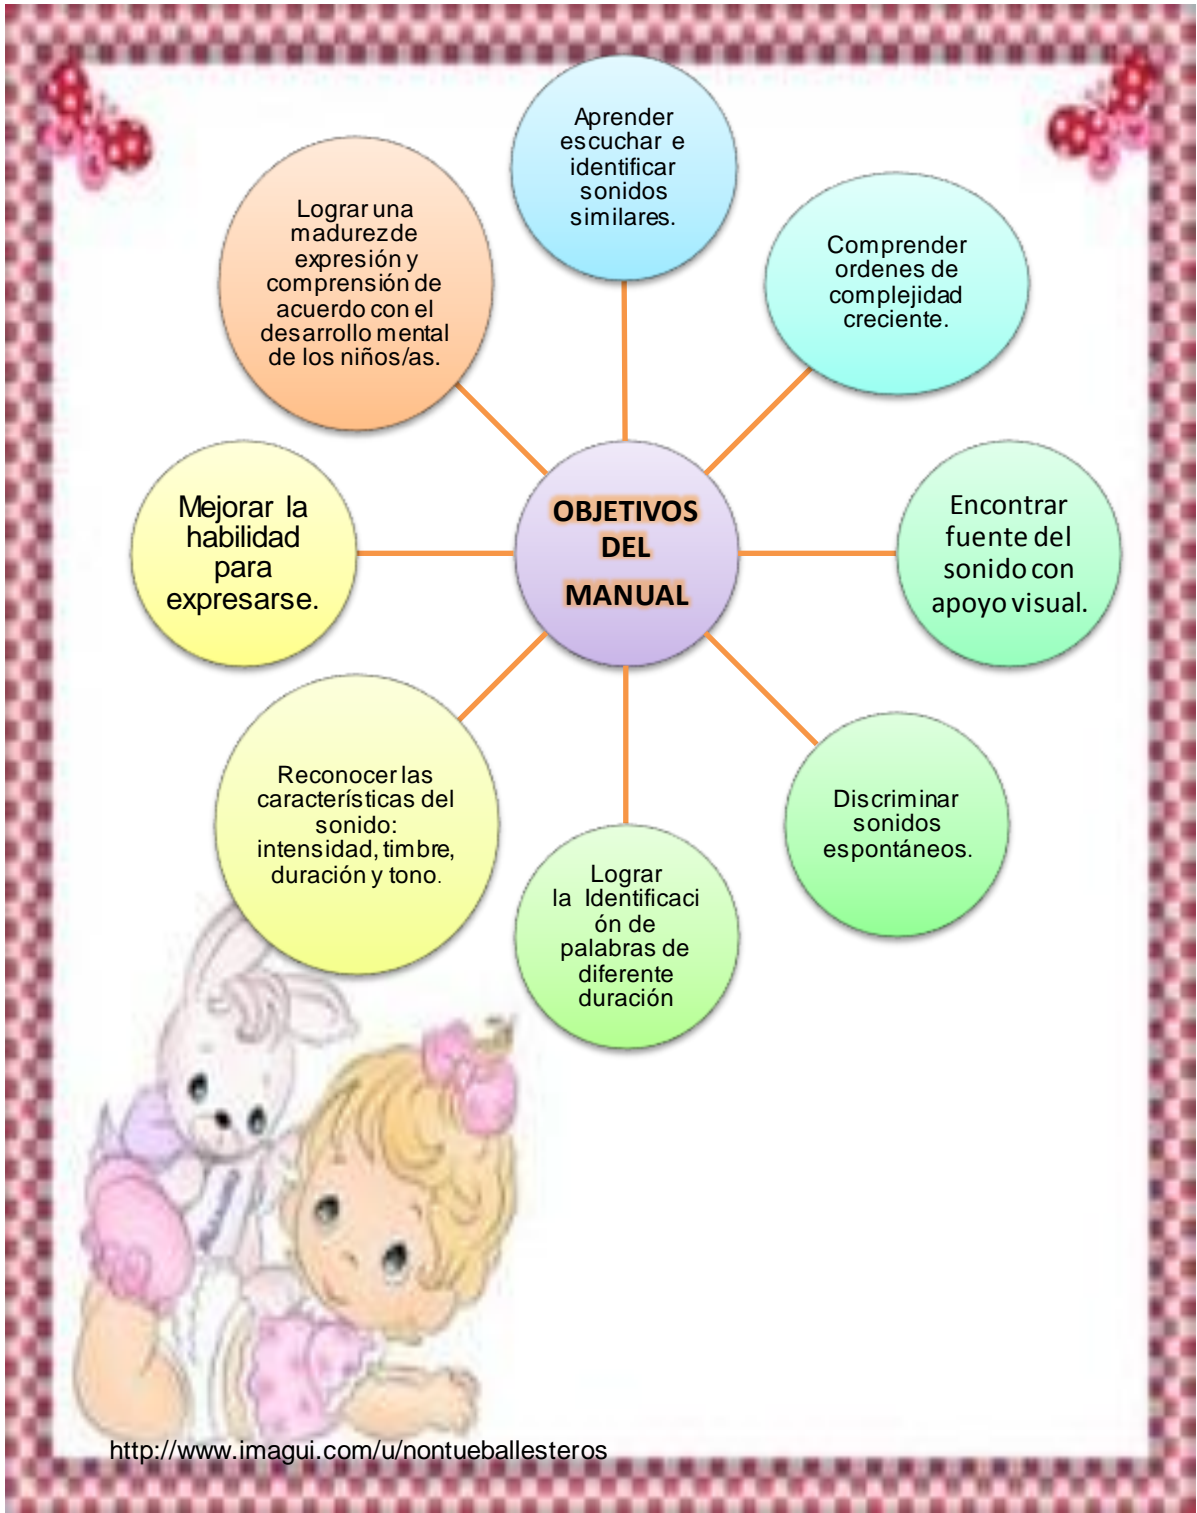 Aprender
escuchar e
identificar
sonidos
similares.
Comprender
ordenes de
complejidad
creciente.
Encontrar
fuente del
sonido con
apoyo visual.
Discriminar
sonidos
espontáneos.
Lograr
la Identificaci
ón de
palabras de
diferente
duración
Reconocer las
características del
sonido:
intensidad, timbre,
duración y tono.
Mejorar la
habilidad
para
expresarse.
Lograr una
madurez de
expresión y
comprensión de
acuerdo con el
desarrollo mental
de los niños/as.
OBJETIVOS
DEL
MANUAL
http://www.imagui.com/u/nontueballesteros